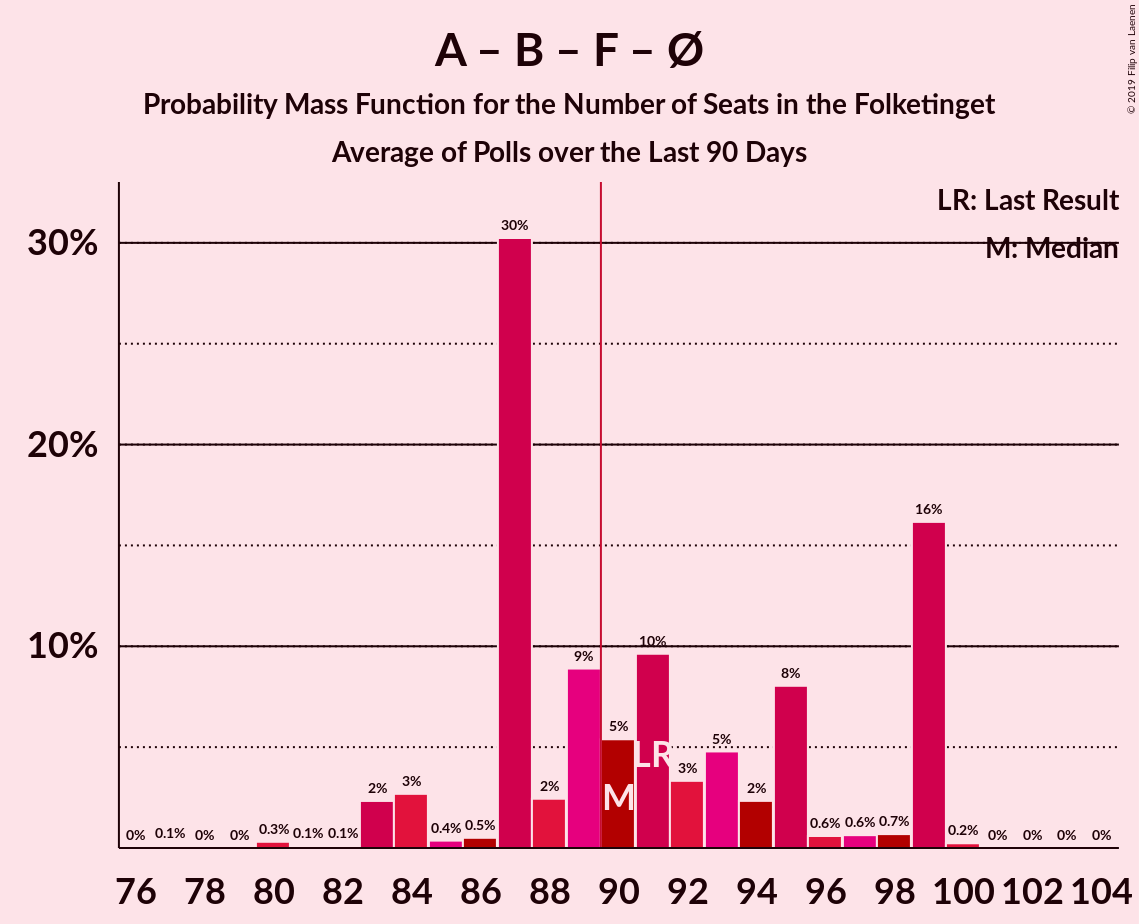 A – B – F – Ø
Probability Mass Function for the Number of Seats in the Folketinget
Average of Polls over the Last 90 Days
© 2019 Filip van Laenen
LR: Last Result
M: Median
30%
20%
10%
0% 0.1% 0% 0% 0.3% 0.1% 0.1% 2% 3% 0.4% 0.5% 30% 2% 9% 5% 10% 3% 5% 2% 8% 0.6% 0.6% 0.7% 16% 0.2% 0% 0% 0% 0%
LR
M
76 78 80 82 84 86 88 90 92 94 96 98 100 102 104